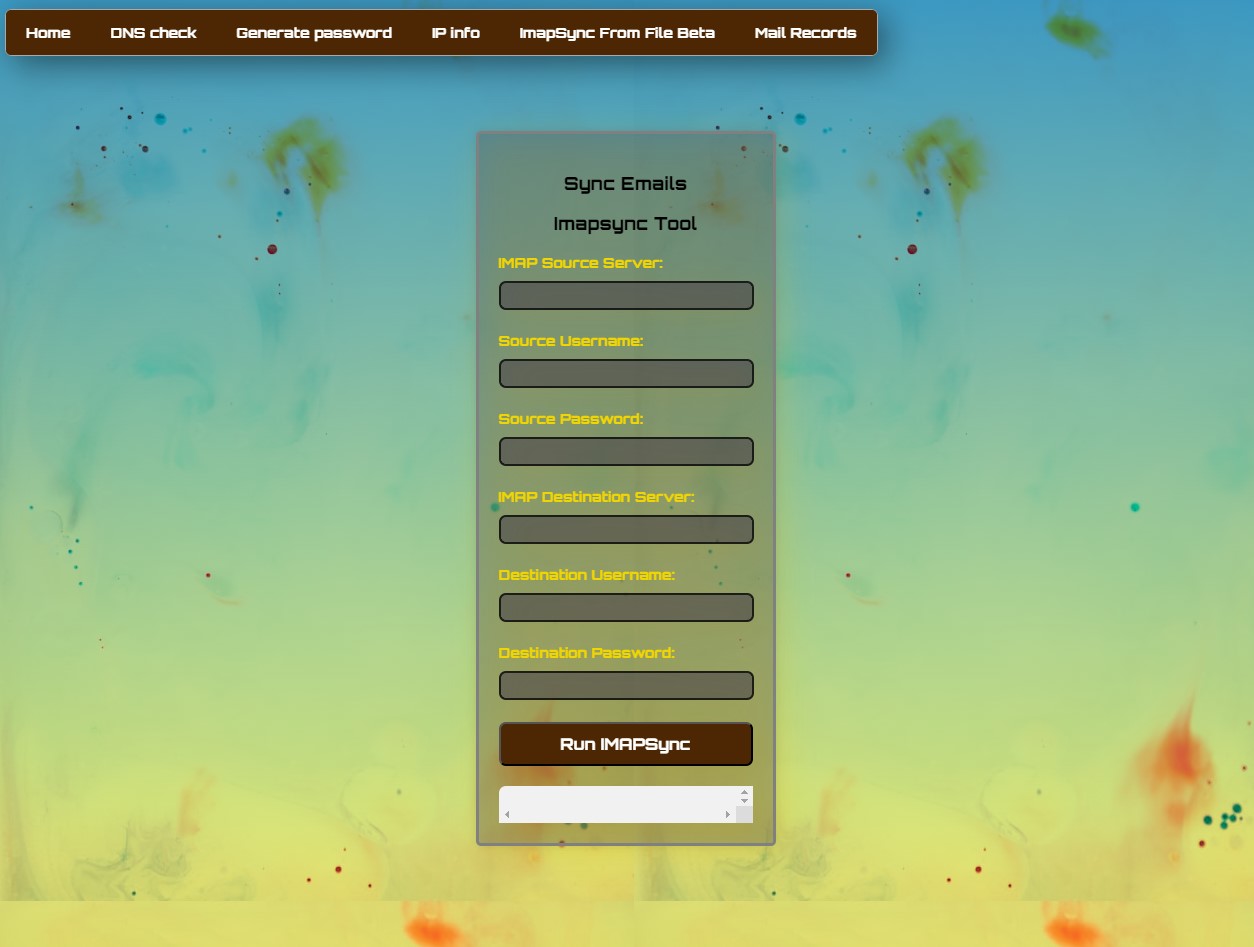 Home DNS check Generate password IP info ImapSync From File Beta Mail Records
Sync Emails
Imapsync Tool
IMAP Source Server:
Source Username:
Source Password:
IMAP Destination Server:
Destination Username:
Destination Password:
Run IMAPSync